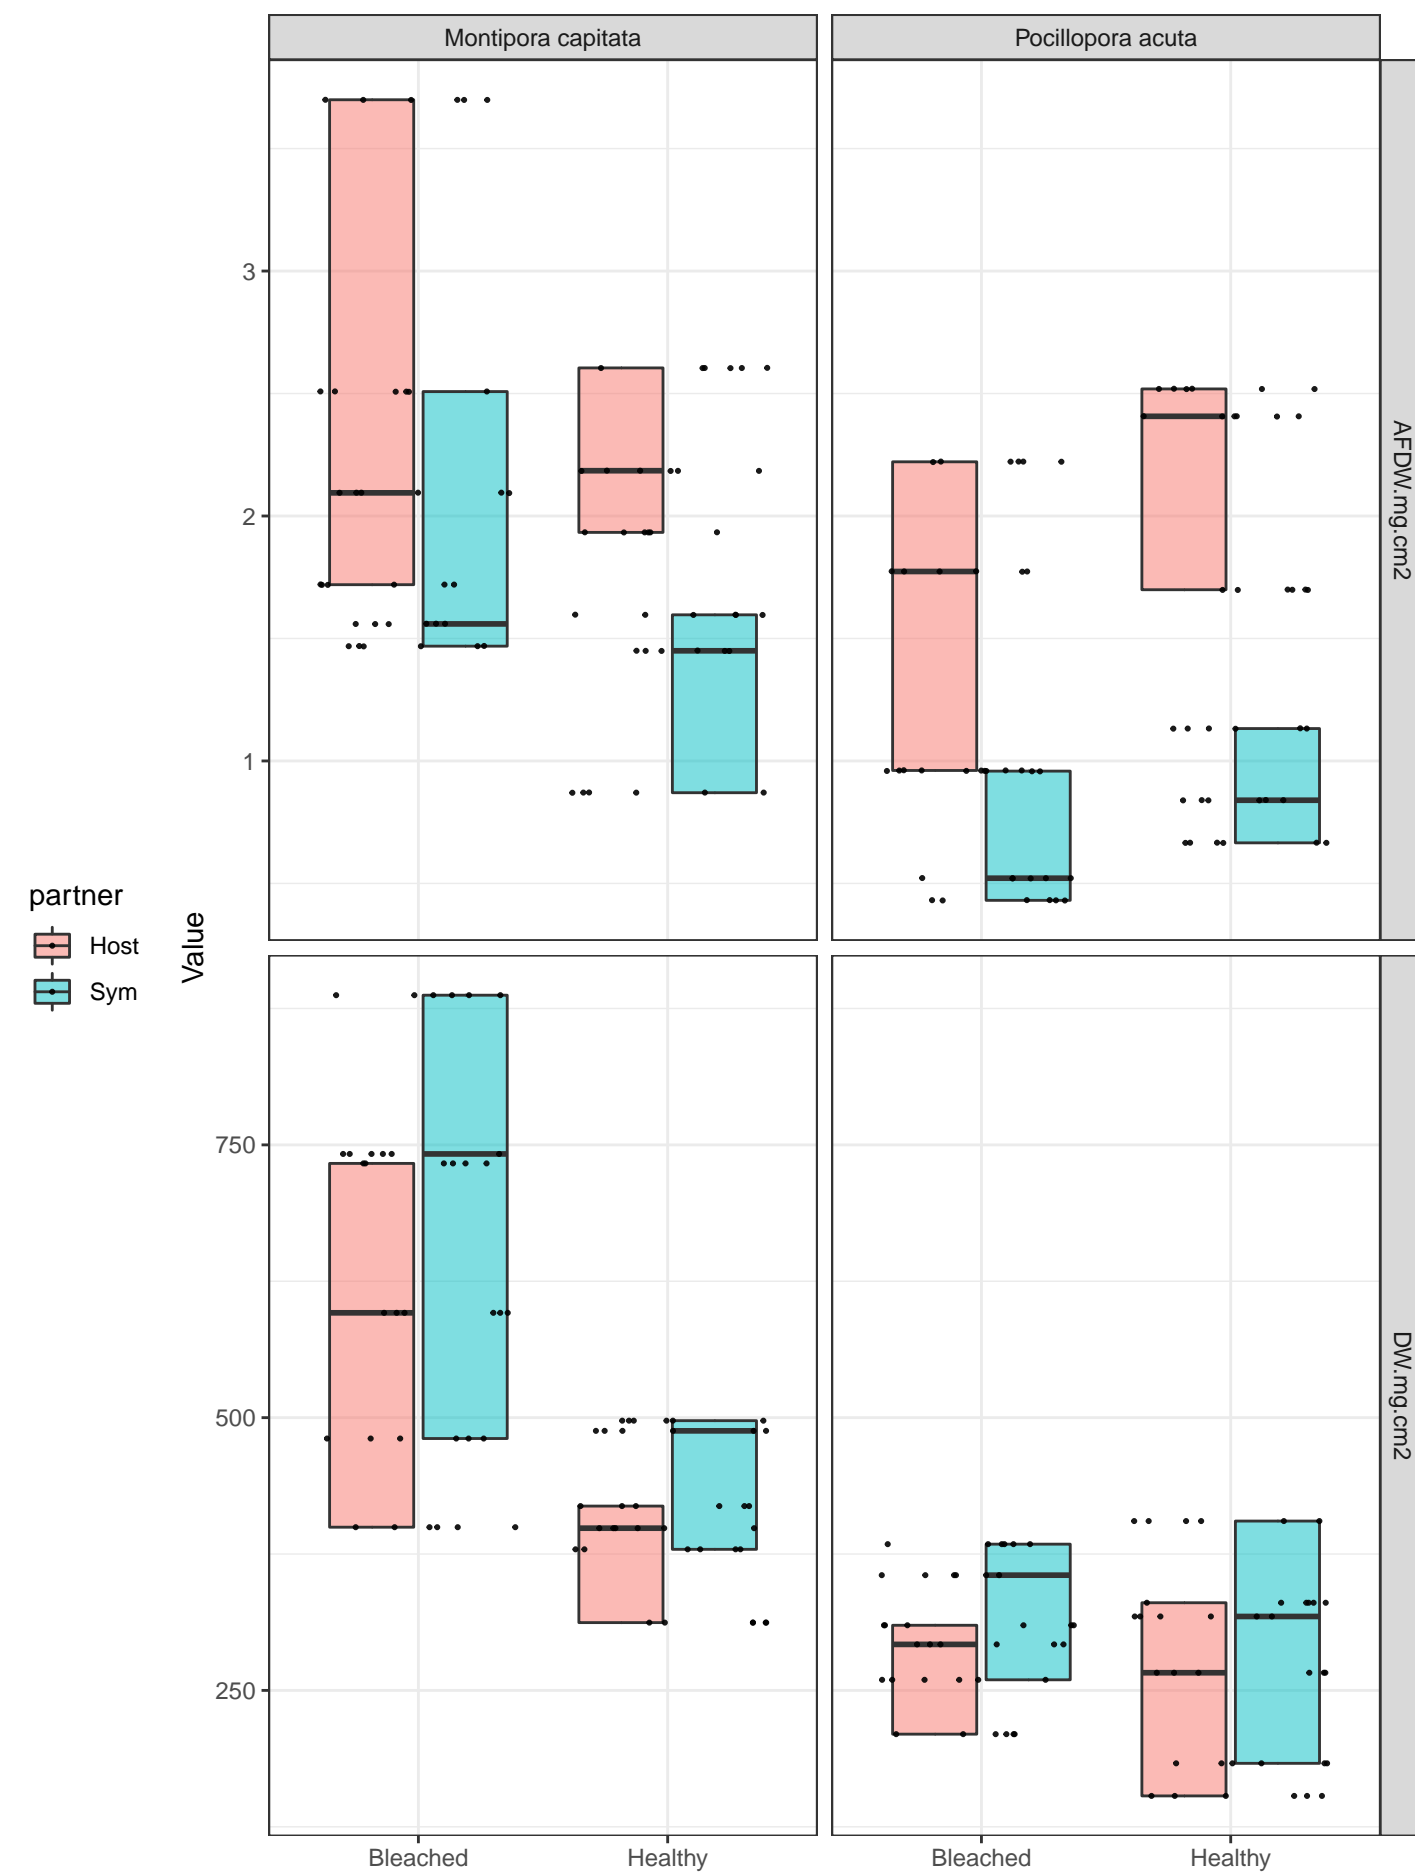 Montipora capitata
Pocillopora acuta
3
2
1
AFDW.mg.cm2
partner
Host
Sym
Value
750
500
250
DW.mg.cm2
Bleached
Healthy
Bleached
Healthy